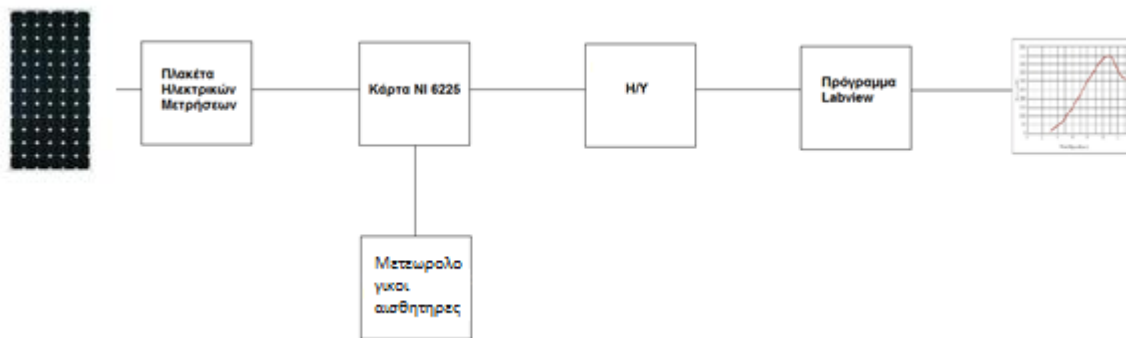 Πλακέτα
Ηλεκτρικών
Μετρήσεων
Κάρτα NI 6225
Η/Υ
Πρόγραμμα
Labview
Μετεωρολο
γικοι
αισθητηρες